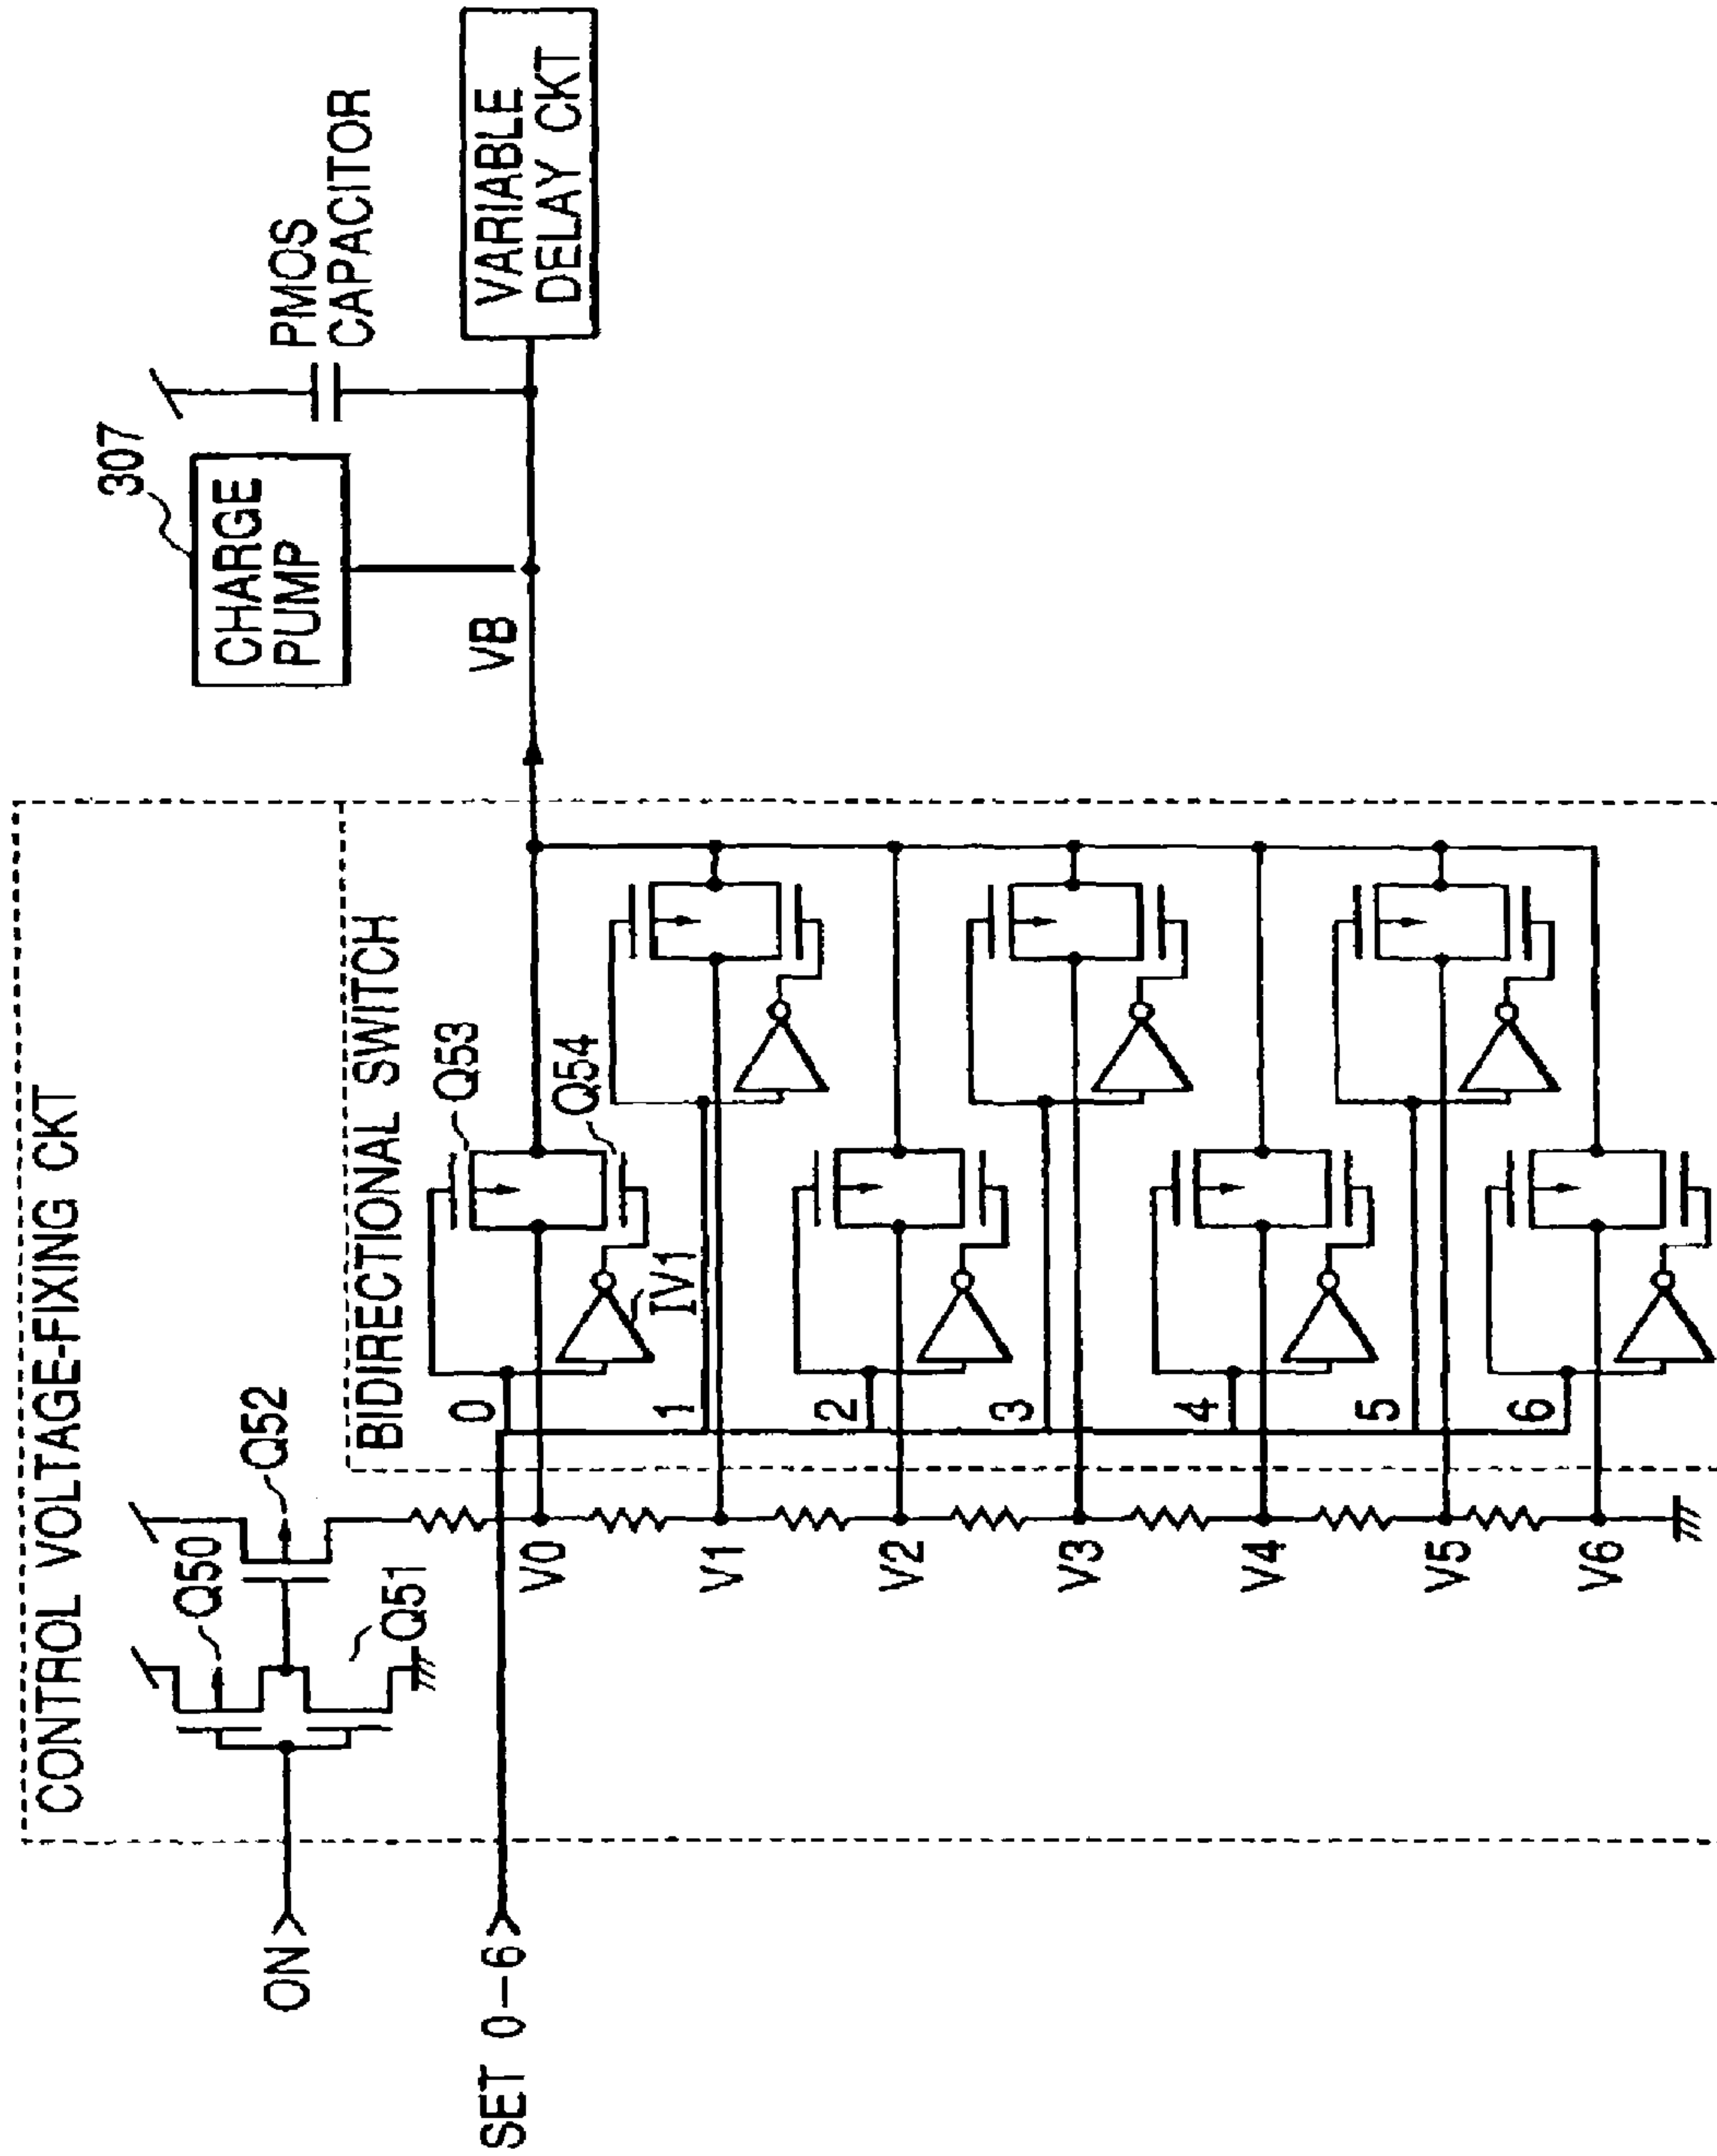 CONTROL VOLTAGE-FIXING CKT
Q50
Q52
Q51
ON
SET 0-6
BIDIRECTIONAL SWITCH
Q53
Q54
IV1
0
1
2
3
4
5
6
V0
V1
V2
V3
V4
V5
V6
VB
307
CHARGE
PUMP
PMOS
CAPACITOR
VARIABLE
DELAY CKT